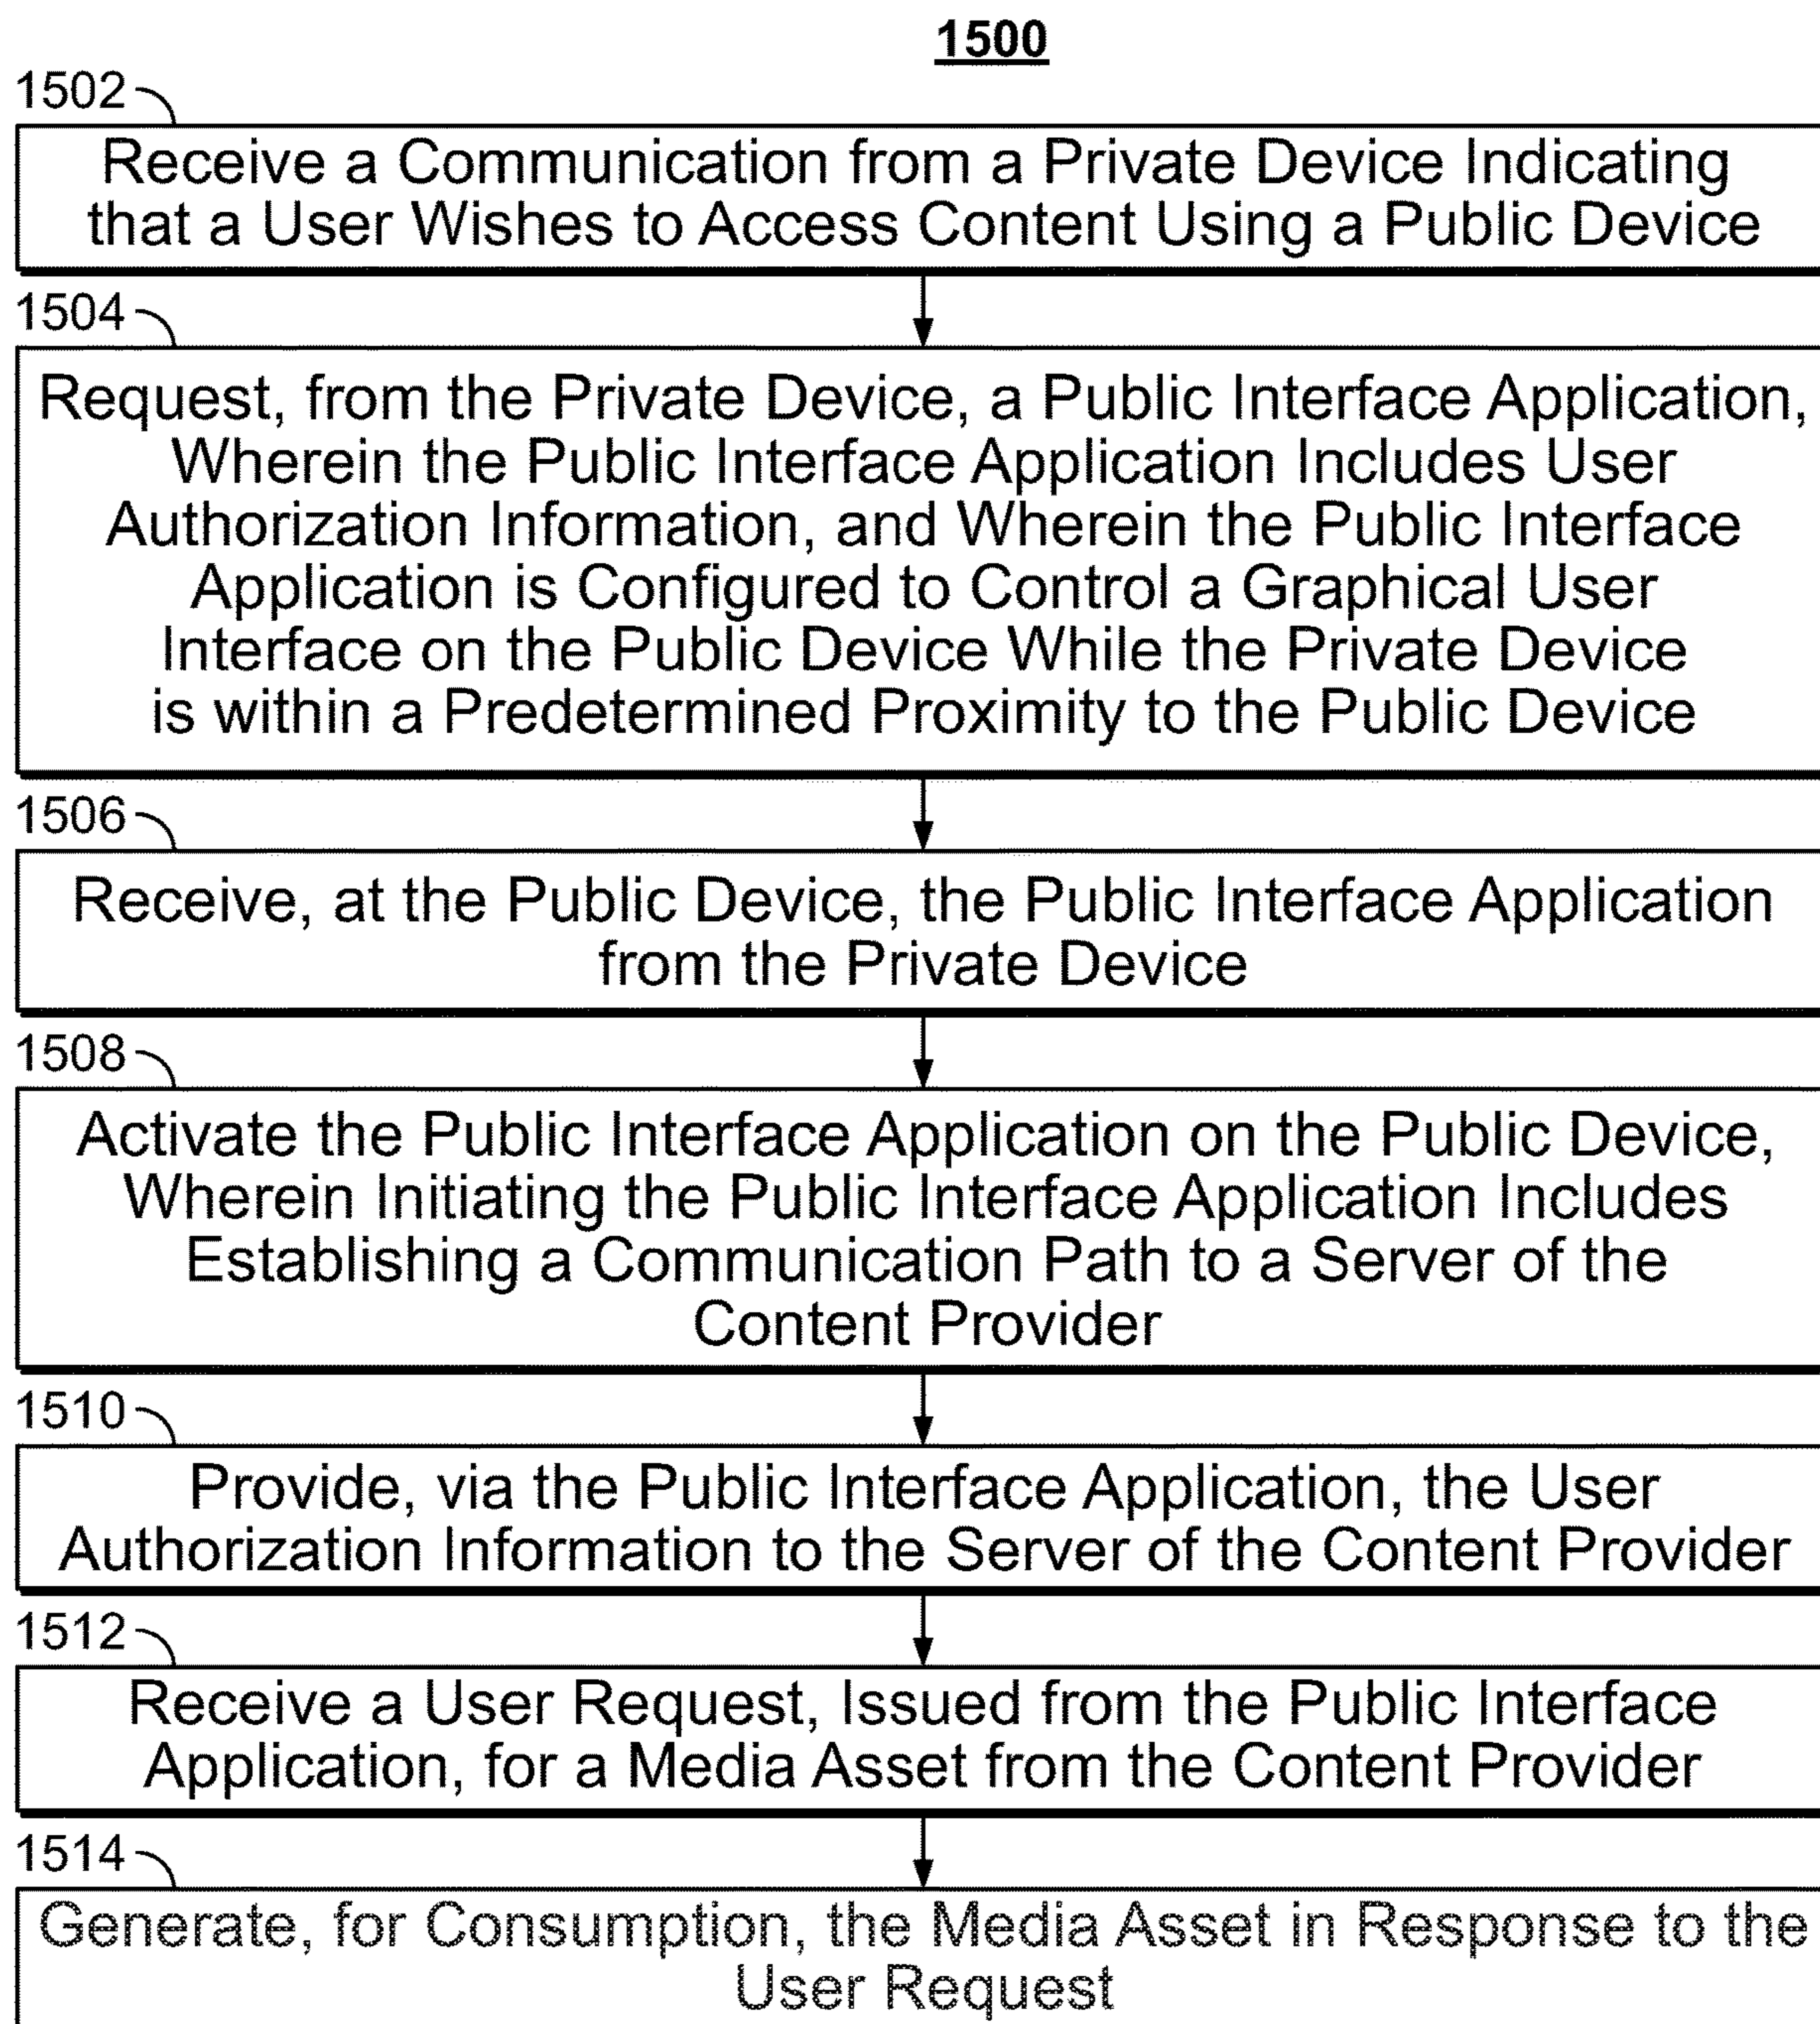 1500
1502
Receive a Communication from a Private Device Indicating
that a User Wishes to Access Content Using a Public Device
1504
Request, from the Private Device, a Public Interface Application,
Wherein the Public Interface Application Includes User
Authorization Information, and Wherein the Public Interface
Application is Configured to Control a Graphical User
Interface on the Public Device While the Private Device
is within a Predetermined Proximity to the Public Device
1506
Receive, at the Public Device, the Public Interface Application
from the Private Device
1508
Activate the Public Interface Application on the Public Device,
Wherein Initiating the Public Interface Application Includes
Establishing a Communication Path to a Server of the
Content Provider
1510
Provide, via the Public Interface Application, the User
Authorization Information to the Server of the Content Provider
1512
Receive a User Request, Issued from the Public Interface
Application, for a Media Asset from the Content Provider
1514
Generate, for Consumption, the Media Asset in Response to the
User Request